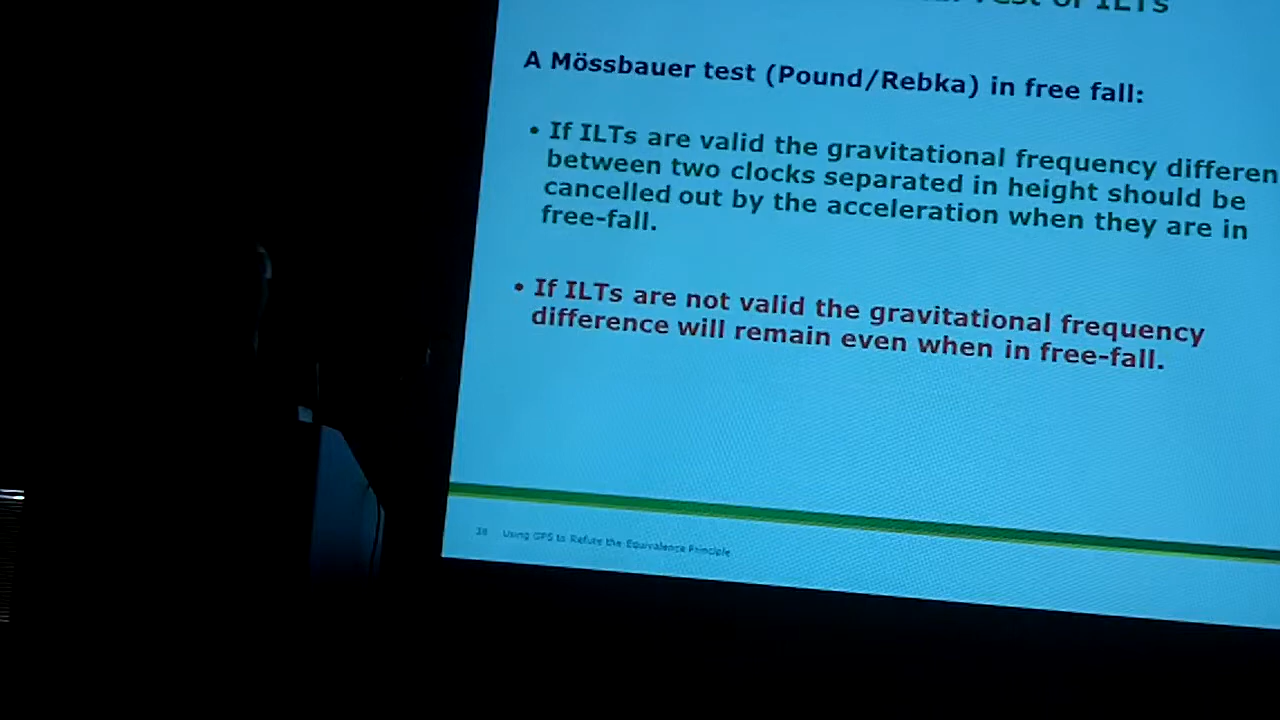 Test of ILTs
A Mössbauer test (Pound/Rebka) in free fall:
• If ILTs are valid the gravitational frequency differen
between two clocks separated in height should be
cancelled out by the acceleration when they are in
free-fall.
• If ILTs are not valid the gravitational frequency
difference will remain even when in free-fall.
Using GPS to Refute the Equivalence Principle